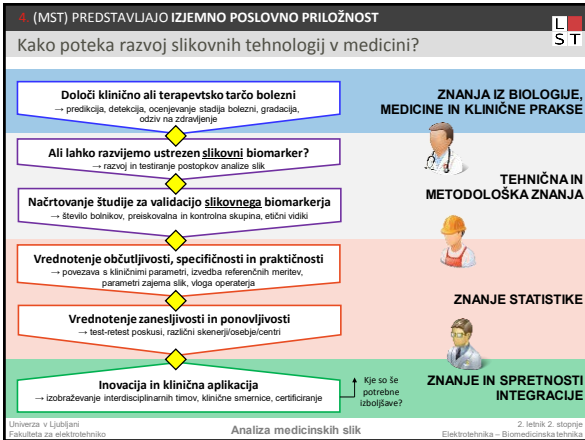 4. (MST) PREDSTAVLJAJO IZJEMNO POSLOVNO PRILOŽNOST
Kako poteka razvoj slikovnih tehnologij v medicini?
L
S T
Določi klinično ali terapevtsko tarčo bolezni
→ predikcija, detekcija, ocenjevanje stadija bolezni, gradacija,
odziv na zdravljenje
ZNANJA IZ BIOLOGIJE,
MEDICINE IN KLINIČNE PRAKSE
Ali lahko razvijemo ustrezen slikovni biomarker?
→ razvoj in testiranje postopkov analize slik
Načrtovanje študije za validacijo slikovnega biomarkerja
→ število bolnikov, preiskovalna in kontrolna skupina, etični vidiki
TEHNIČNA IN
METODOLOŠKA ZNANJA
Vrednotenje občutljivosti, specifičnosti in praktičnosti
→ povezava s kliničnimi parametri, izvedba referenčnih meritev,
parametri zajema slik, vloga operaterja
Vrednotenje zanesljivosti in ponovljivosti
→ test-retest poskusi, različni skenerji/osebje/centri
ZNANJE STATISTIKE
Inovacija in klinična aplikacija
→ izobraževanje interdisciplinarnih timov, klinične smernice, certificiranje
Kje so še
potrebne
izboljšave?
ZNANJE IN SPRETNOSTI
INTEGRACIJE
Univerza v Ljubljani
Fakulteta za elektrotehniko
Analiza medicinskih slik
2. letnik 2. stopnje
Elektrotehnika – Biomedicinska tehnika